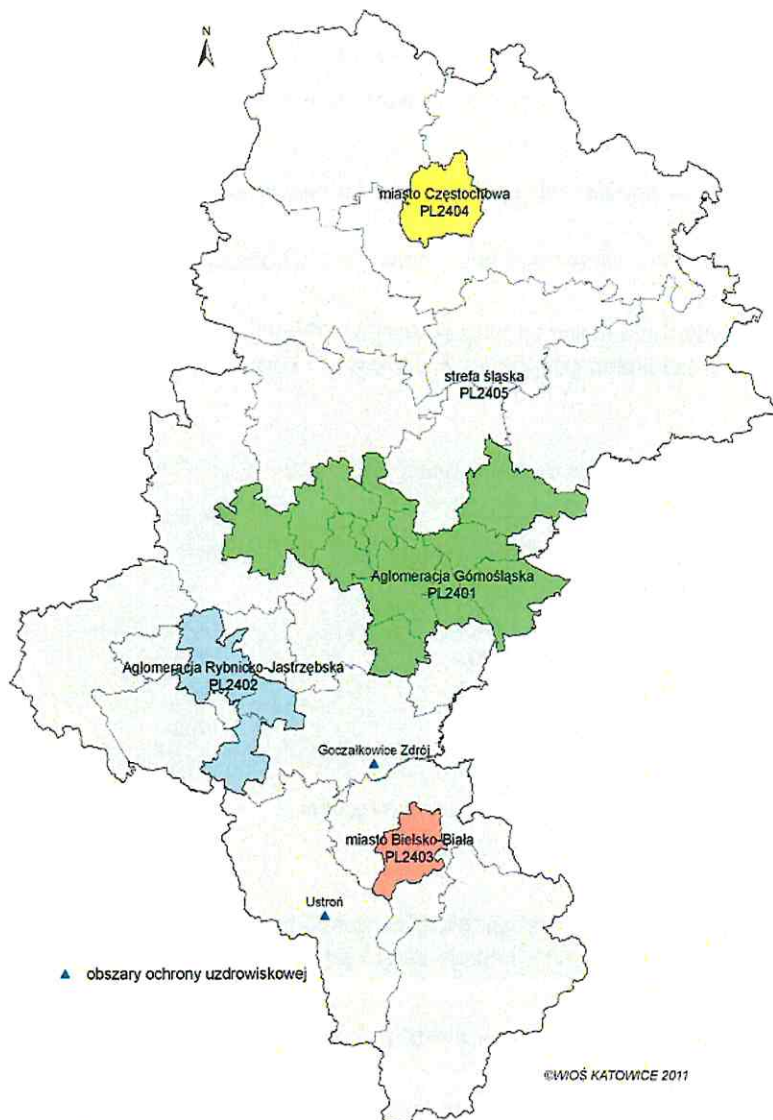 N
miasto Częstochowa
PL2404
strefa śląska
PL2405
Aglomeracja Górnośląska
PL2401
Aglomeracja Rybnicko-Jastrzębska
PL2402
Goczałkowice Zdrój
miasto Bielsko-Biała
PL2403
Ustroń
obszary ochrony uzdrowiskowej
©WIOŚ KATOWICE 2011